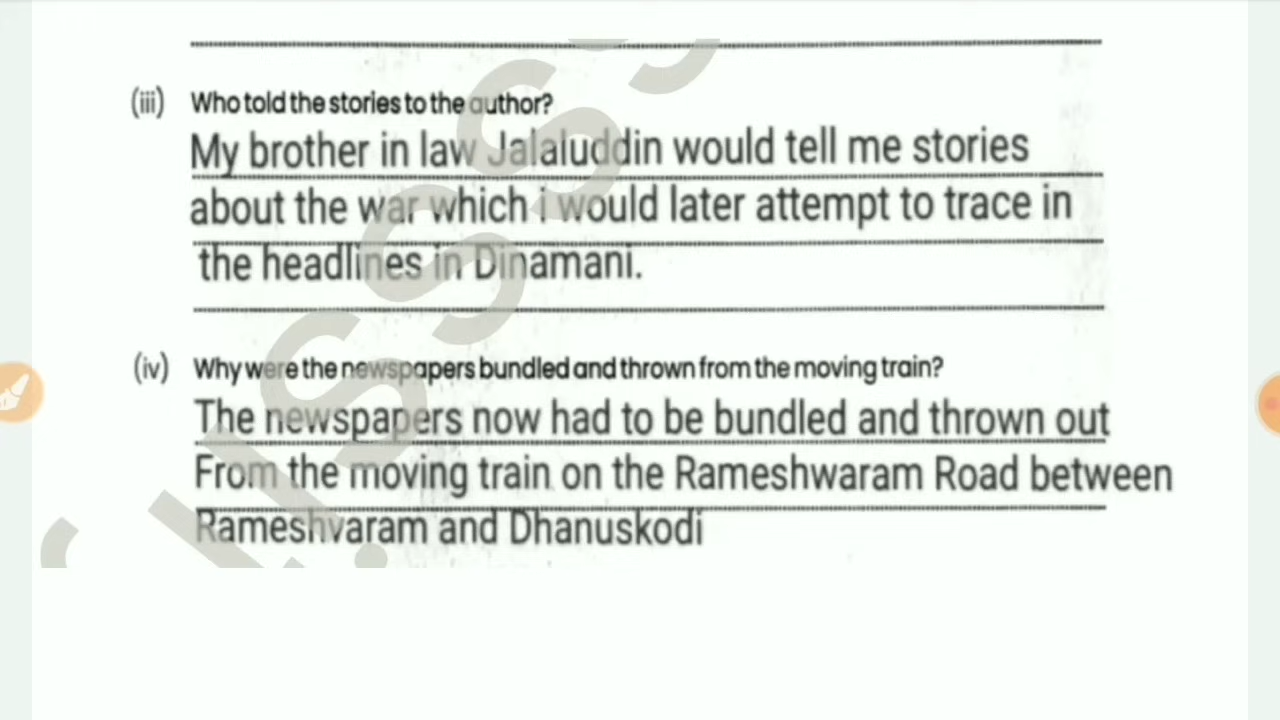 (iii) Who told the stories to the author?
My brother in law Jalaluddin would tell me stories
about the war which i would later attempt to trace in
the headlines in Dinamani.
(iv) Why were the newspapers bundled and thrown from the moving train?
The newspapers now had to be bundled and thrown out
From the moving train on the Rameshwaram Road between
Rameshvaram and Dhanuskodi